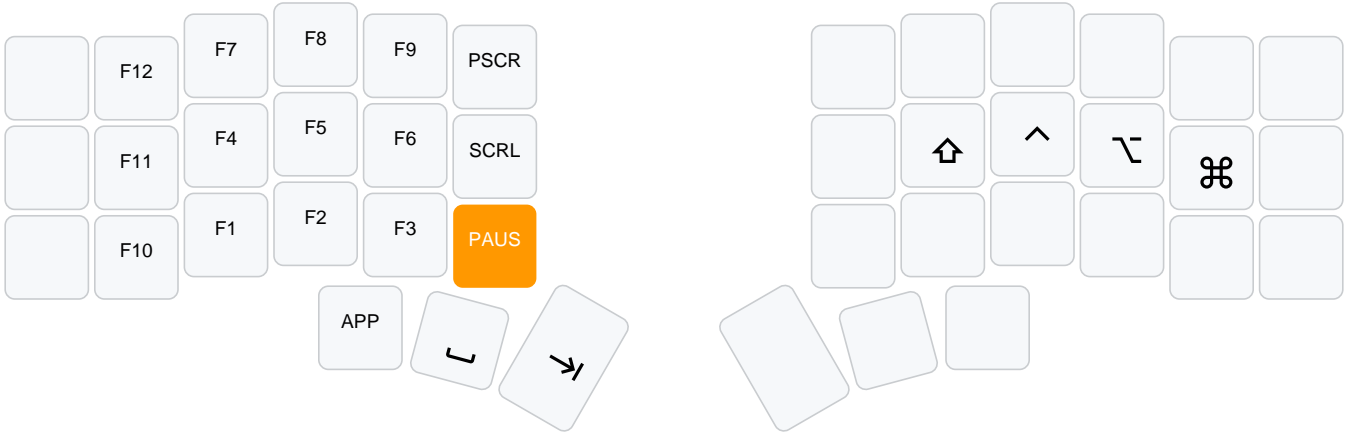 F12 F7 F8 F9 PSCR
F11 F4 F5 F6 SCRL ⇧ ^ ⌥ ⌘
F10 F1 F2 F3 PAUS
APP ⎵ ⇥